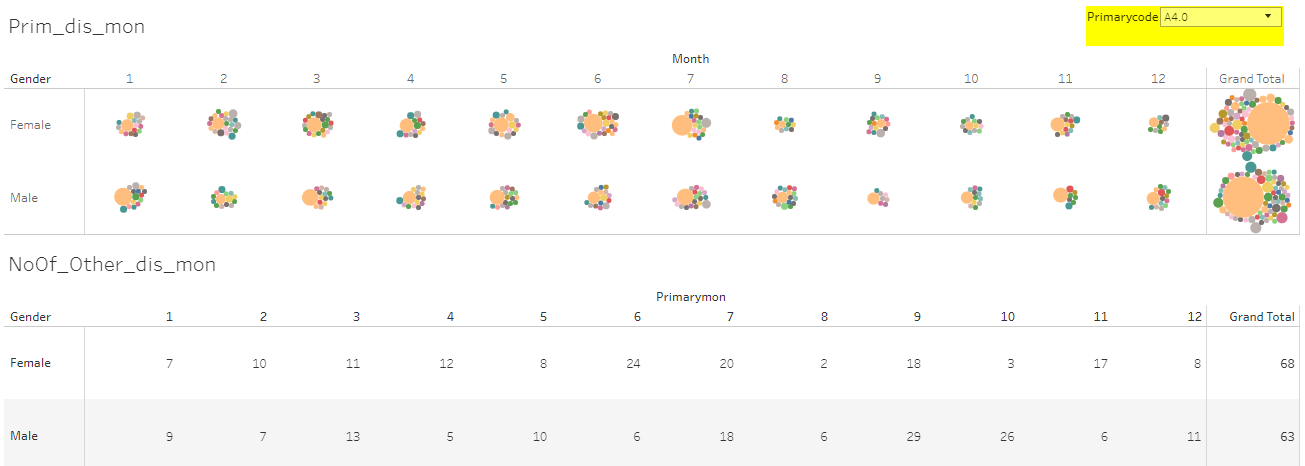 Prim_dis_mon
Primarycode A4.0
Month
Gender 1 2 3 4 5 6 7 8 9 10 11 12 Grand Total
Female
Male
NoOf_Other_dis_mon
Primarymon
Gender 1 2 3 4 5 6 7 8 9 10 11 12 Grand Total
Female 7 10 11 12 8 24 20 2 18 3 17 8 68
Male 9 7 13 5 10 6 18 6 29 26 6 11 63